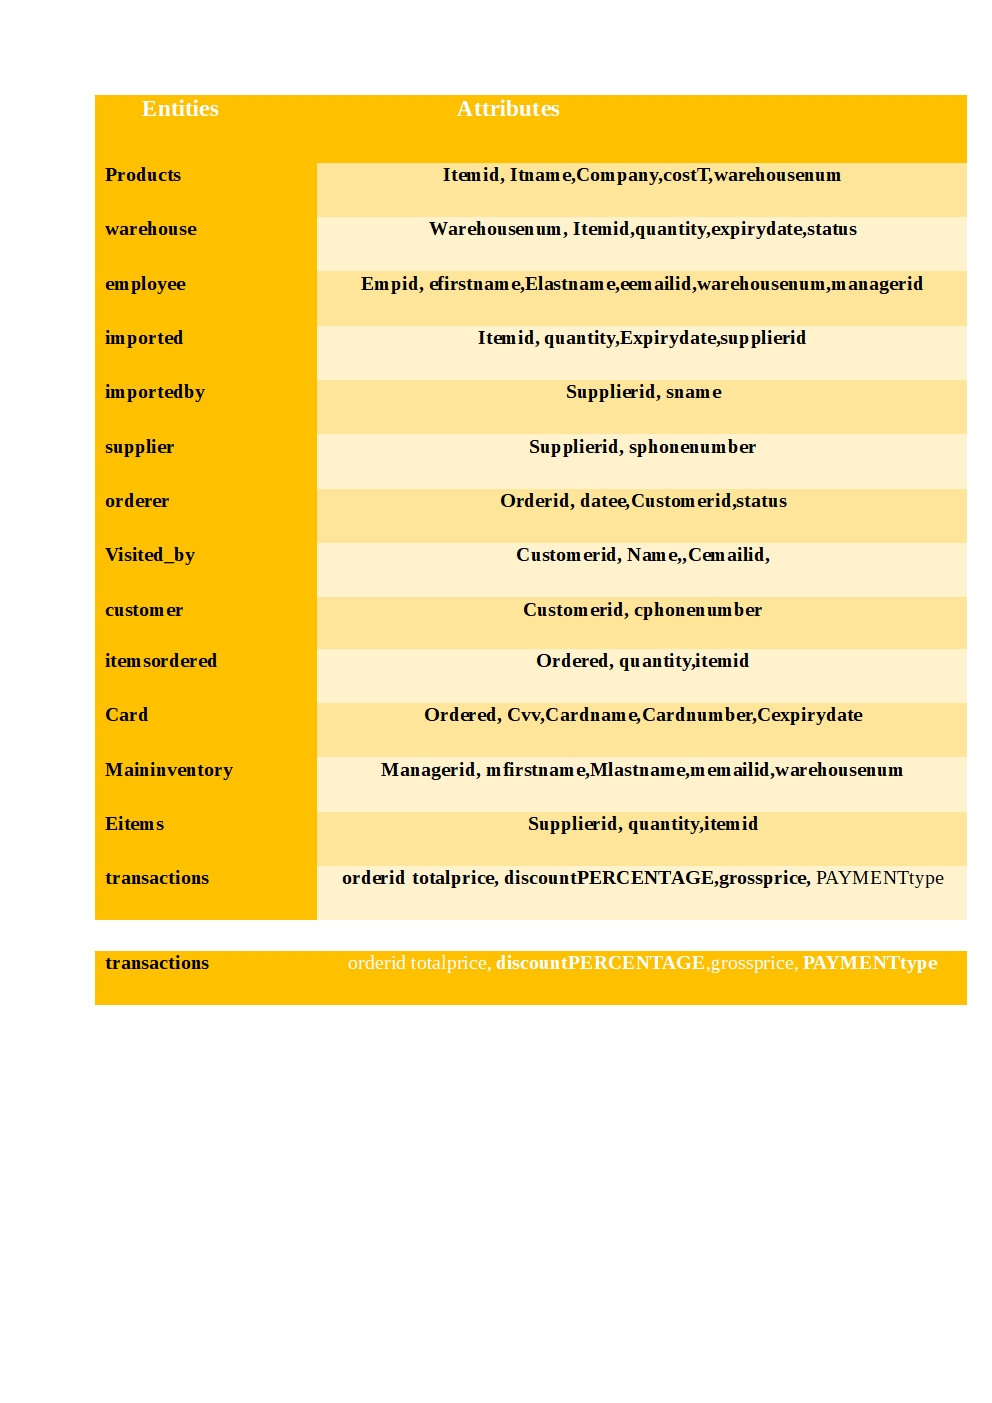 Entities Attributes
Products Itemid, Itname,Company,costT,warehousenum
warehouse Warehousenum, Itemid,quantity,expirydate,status
employee Empid, efirstname,Elastname,eemailid,warehousenum,managerid
imported Itemid, quantity,Expirydate,supplierid
importedby Supplierid, sname
supplier Supplierid, sphonenumber
orderer Orderid, datee,Customerid,status
Visited_by Customerid, Name,,Cemailid,
customer Customerid, cphonenumber
itemsordered Ordered, quantity,itemid
Card Ordered, Cvv,Cardname,Cardnumber,Cexpirydate
Maininventory Managerid, mfirstname,Mlastname,memailid,warehousenum
Eitems Supplierid, quantity,itemid
transactions orderid totalprice, discountPERCENTAGE,grossprice, PAYMENTtype
transactions orderid totalprice, discountPERCENTAGE,grossprice, PAYMENTtype